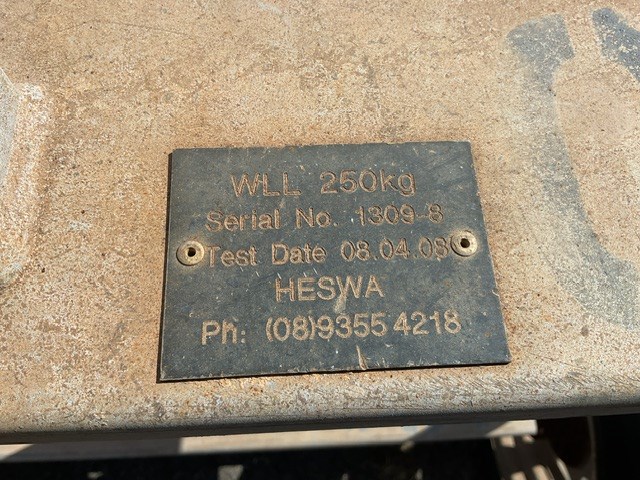 WLL 250kg
Serial No. 1309-8
Test Date 08.04.08
HESWA
Ph: (08)9355 4218